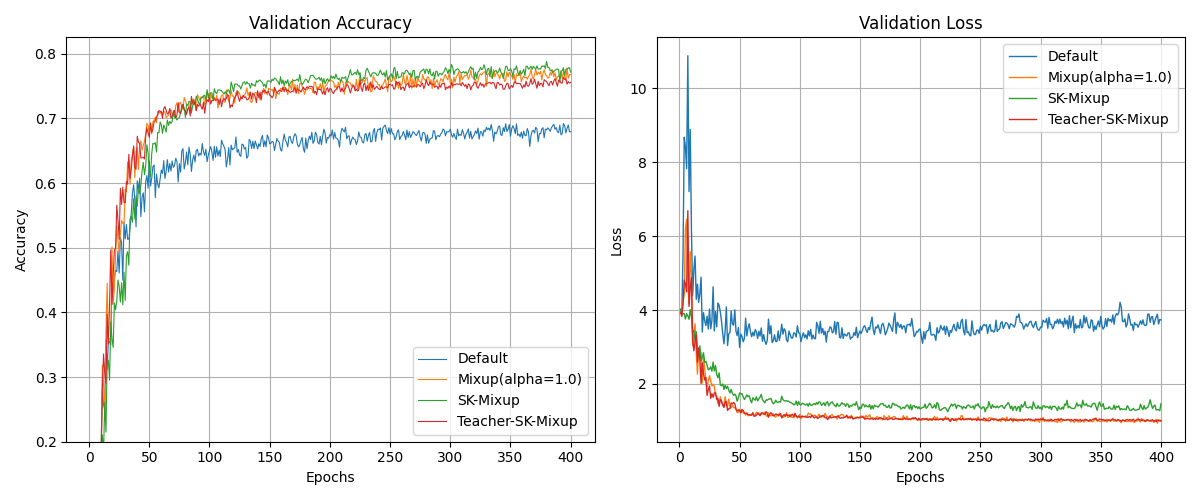 Validation Accuracy
Accuracy
0.8
0.7
0.6
0.5
0.4
0.3
0.2
0 50 100 150 200 250 300 350 400
Epochs
Default
Mixup(alpha=1.0)
SK-Mixup
Teacher-SK-Mixup
Validation Loss
Loss
10
8
6
4
2
0 50 100 150 200 250 300 350 400
Epochs
Default
Mixup(alpha=1.0)
SK-Mixup
Teacher-SK-Mixup